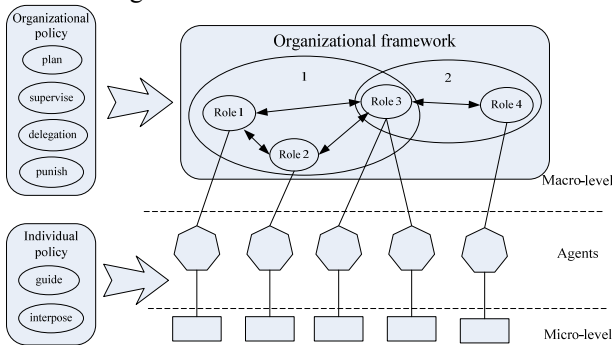 Organizational
policy
plan
supervise
delegation
punish
Organizational framework
1
2
Role 1
Role 2
Role 3
Role 4
Macro-level
Individual
policy
guide
interpose
Agents
Micro-level